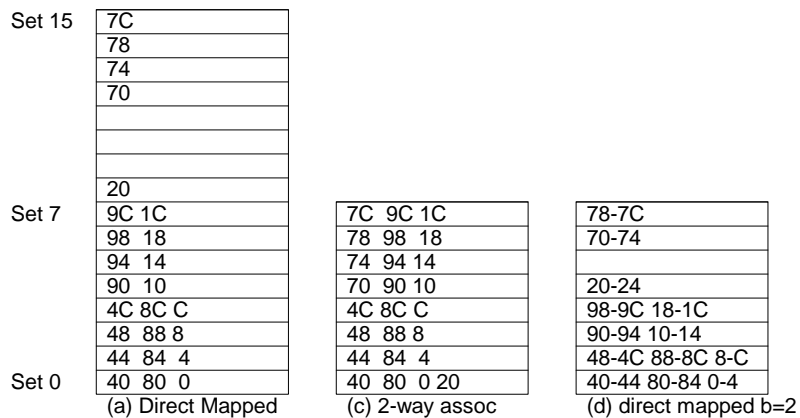 Set 15 7C
78
74
70
20
Set 7 9C 1C 7C 9C 1C 78-7C
98 18 78 98 18 70-74
94 14 74 94 14
90 10 70 90 10 20-24
4C 8C C 4C 8C C 98-9C 18-1C
48 88 8 48 88 8 90-94 10-14
44 84 4 44 84 4 48-4C 88-8C 8-C
Set 0 40 80 0 40 80 0 20 40-44 80-84 0-4
(a) Direct Mapped (c) 2-way assoc (d) direct mapped b=2